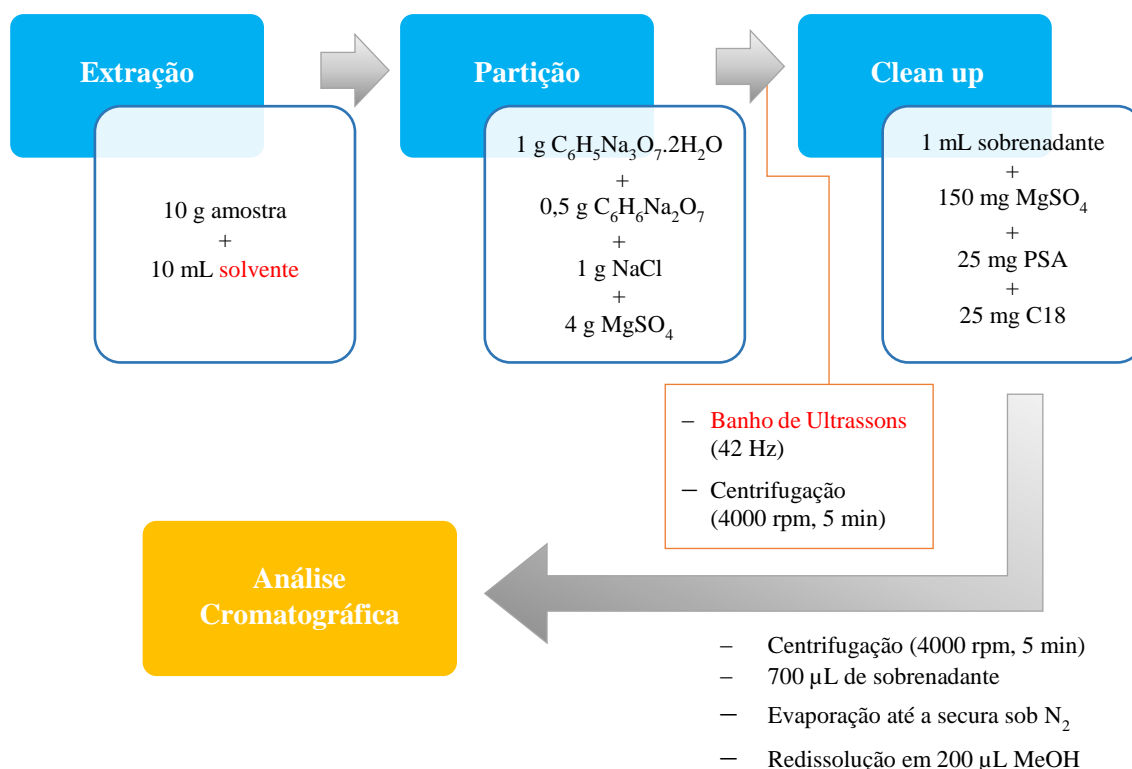 Extração
10 g amostra
+
10 mL solvente
Partição
1 g C₆H₅Na₃O₇.2H₂O
+
0,5 g C₆H₆Na₂O₇
+
1 g NaCl
+
4 g MgSO₄
Clean up
1 mL sobrenadante
+
150 mg MgSO₄
+
25 mg PSA
+
25 mg C18
– Banho de Ultrassons
(42 Hz)
– Centrifugação
(4000 rpm, 5 min)
Análise
Cromatográfica
– Centrifugação (4000 rpm, 5 min)
– 700 µL de sobrenadante
– Evaporação até a secura sob N₂
– Redissolução em 200 µL MeOH